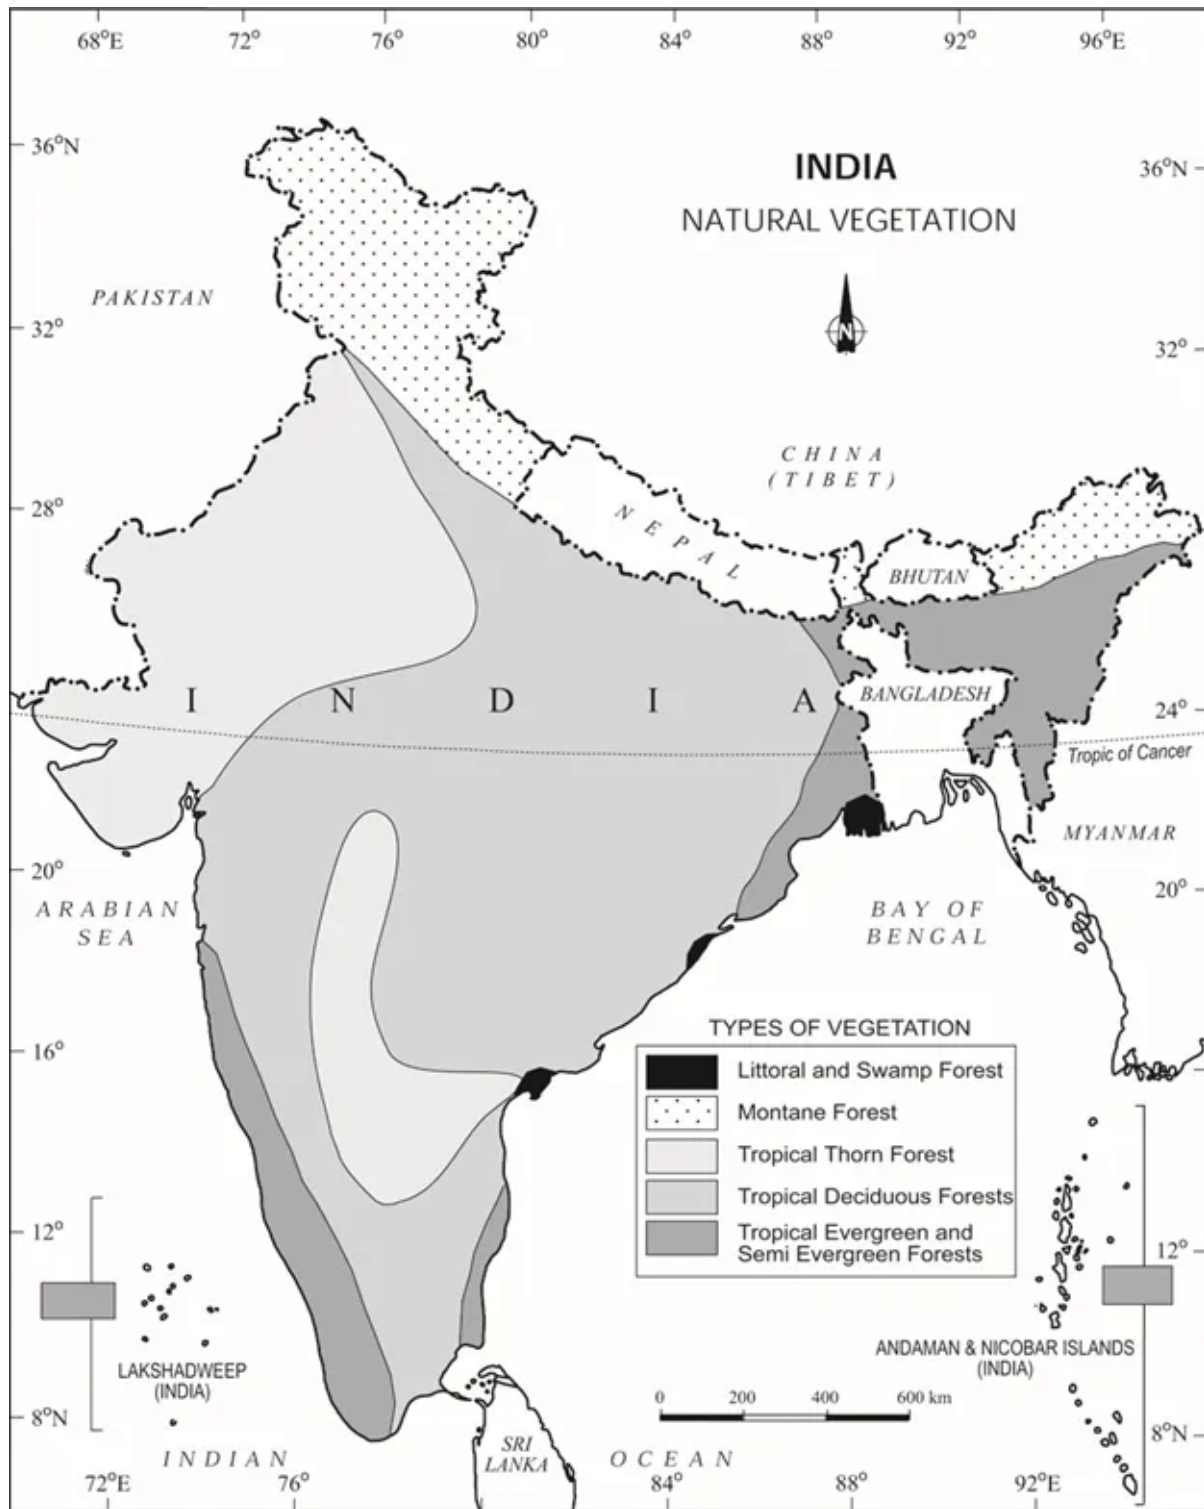 68°E 72° 76° 80° 84° 88° 92° 96°E
36°N
36°N
INDIA
NATURAL VEGETATION
PAKISTAN
N
32°
32°
CHINA
(TIBET)
28°
NEPAL
BHUTAN
BANGLADESH
INDIA
24°
Tropic of Cancer
MYANMAR
20°
20°
ARABIAN
SEA
BAY OF
BENGAL
16°
TYPES OF VEGETATION
Littoral and Swamp Forest
Montane Forest
Tropical Thorn Forest
Tropical Deciduous Forests
Tropical Evergreen and
Semi Evergreen Forests
12°
12°
LAKSHADWEEP
(INDIA)
ANDAMAN & NICOBAR ISLANDS
(INDIA)
0 200 400 600 km
8°N
8°N
INDIAN OCEAN
SRI
LANKA
72°E 76° 84° 88° 92°E